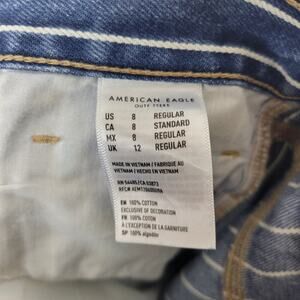 AMERICAN EAGLE
OUTFITTERS
US 8 REGULAR
CA 8 STANDARD
MX 8 REGULAR
UK 12 REGULAR
MADE IN VIETNAM / FABRIQUÉ AU
VIETNAM / HECHO EN VIETNAM
EN 100% COTTON
EXCLUSIVE OF DECORATION
FR 100% COTON
À L'EXCEPTION DE LA GARNITURE
SP 100% algodón